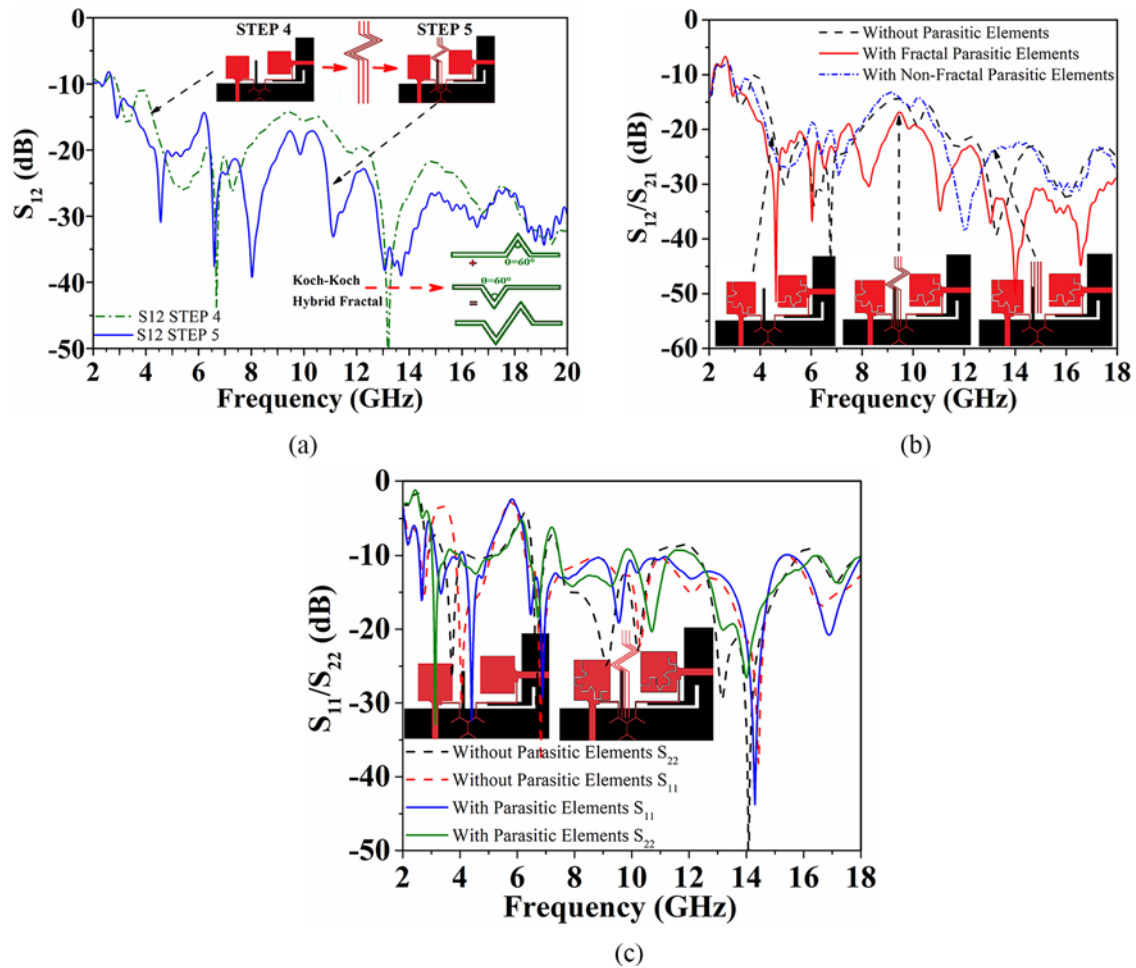 0
-10
-20
-30
-40
-50
S12 (dB)
STEP 4
STEP 5
θ=60°
+
θ=60°
=
Koch-Koch
Hybrid Fractal
S12 STEP 4
S12 STEP 5
2 4 6 8 10 12 14 16 18 20
Frequency (GHz)
(a)
0
-10
-20
-30
-40
-50
-60
S12/S21 (dB)
Without Parasitic Elements
With Fractal Parasitic Elements
With Non-Fractal Parasitic Elements
2 4 6 8 10 12 14 16 18
Frequency (GHz)
(b)
0
-10
-20
-30
-40
-50
S11/S22 (dB)
Without Parasitic Elements S22
Without Parasitic Elements S11
With Parasitic Elements S11
With Parasitic Elements S22
2 4 6 8 10 12 14 16 18
Frequency (GHz)
(c)